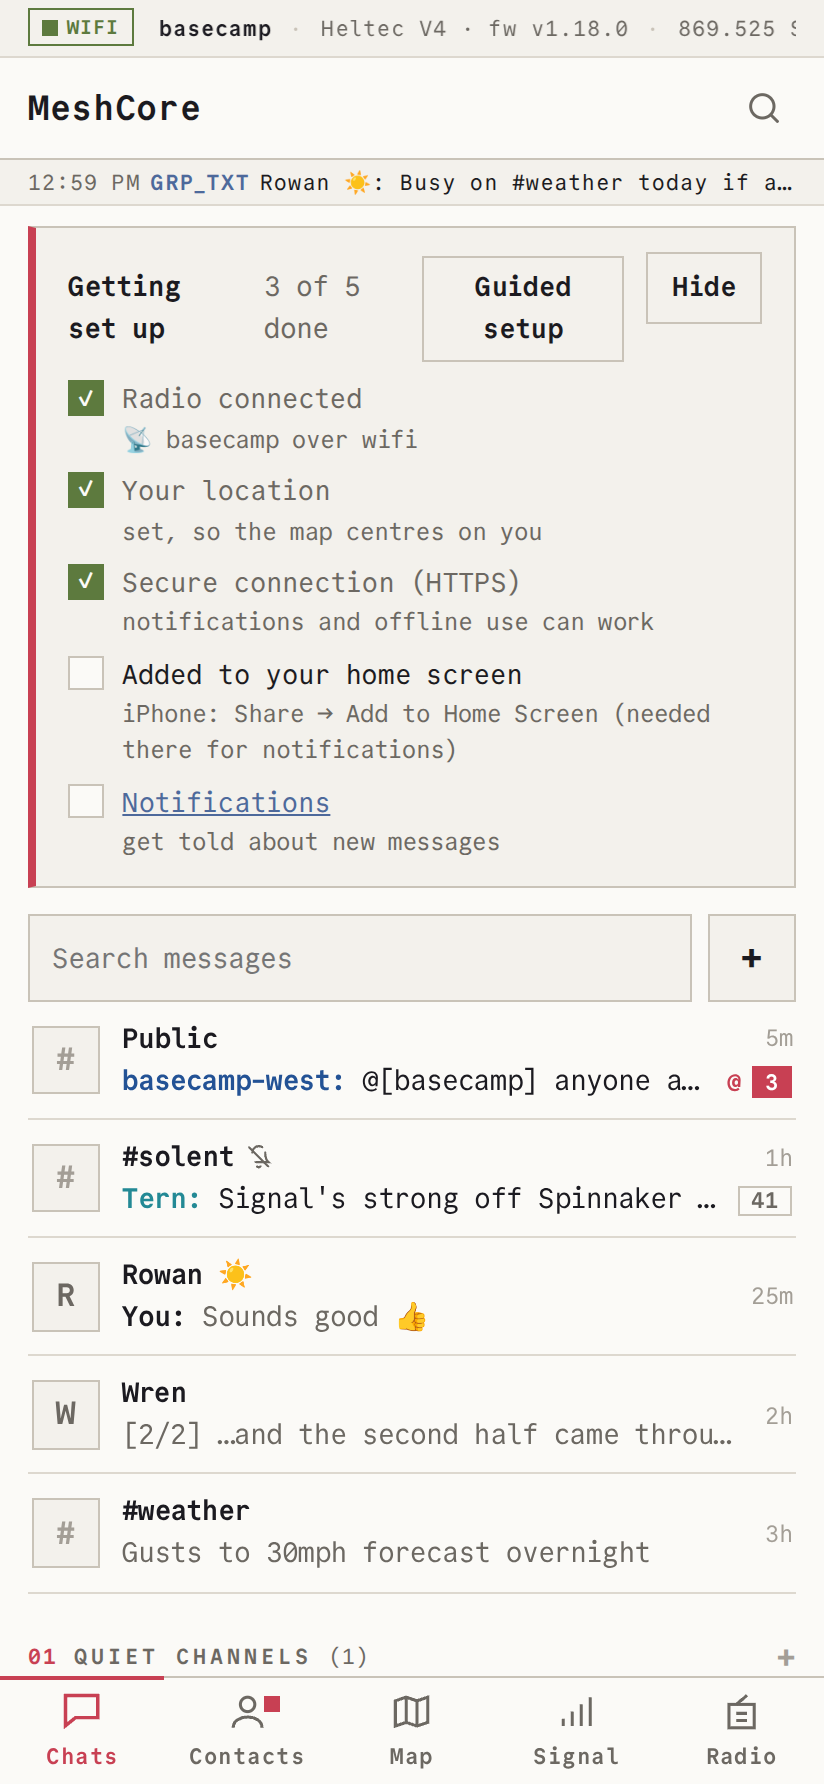 WIFI basecamp · Heltec V4 · fw v1.18.0 · 869.525
MeshCore
12:59 PM GRP_TXT Rowan ☀️: Busy on #weather today if a…
Getting set up
3 of 5 done
Guided setup
Hide
✓ Radio connected
📡 basecamp over wifi
✓ Your location
set, so the map centres on you
✓ Secure connection (HTTPS)
notifications and offline use can work
Added to your home screen
iPhone: Share → Add to Home Screen (needed
there for notifications)
Notifications
get told about new messages
Search messages
+
# Public 5m
basecamp-west: @[basecamp] anyone a… @ 3
# #solent 1h
Tern: Signal's strong off Spinnaker … 41
R Rowan ☀️ 25m
You: Sounds good 👍
W Wren 2h
[2/2] …and the second half came throu…
# #weather 3h
Gusts to 30mph forecast overnight
01 QUIET CHANNELS (1) +
Chats Contacts Map Signal Radio